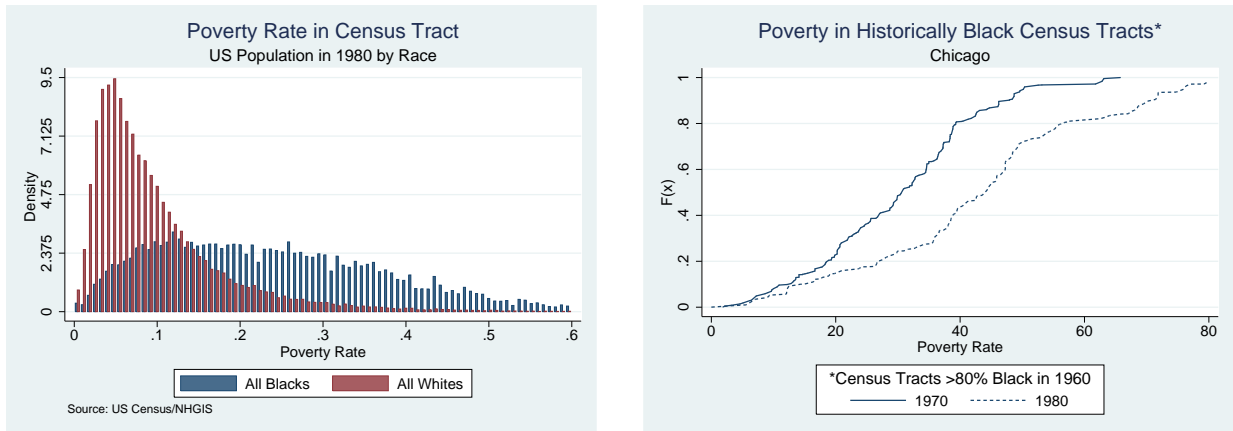 Poverty Rate in Census Tract
US Population in 1980 by Race
9.5
7.125
4.75
2.375
0
Density
0 .1 .2 .3 .4 .5 .6
Poverty Rate
All Blacks All Whites
Source: US Census/NHGIS
Poverty in Historically Black Census Tracts*
Chicago
1
.8
.6
.4
.2
0
F(x)
0 20 40 60 80
Poverty Rate
*Census Tracts >80% Black in 1960
1970 1980